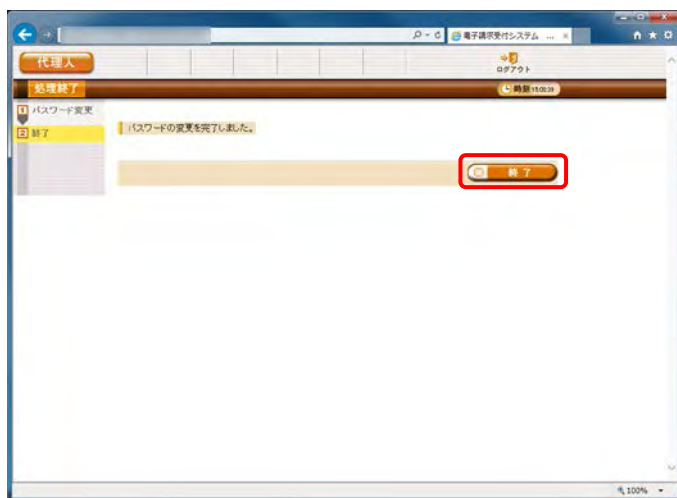 電子請求受付システム ...
代理人
ログアウト
処理終了
時刻
1 パスワード変更
2 終了
パスワードの変更を完了しました。
終了
100%